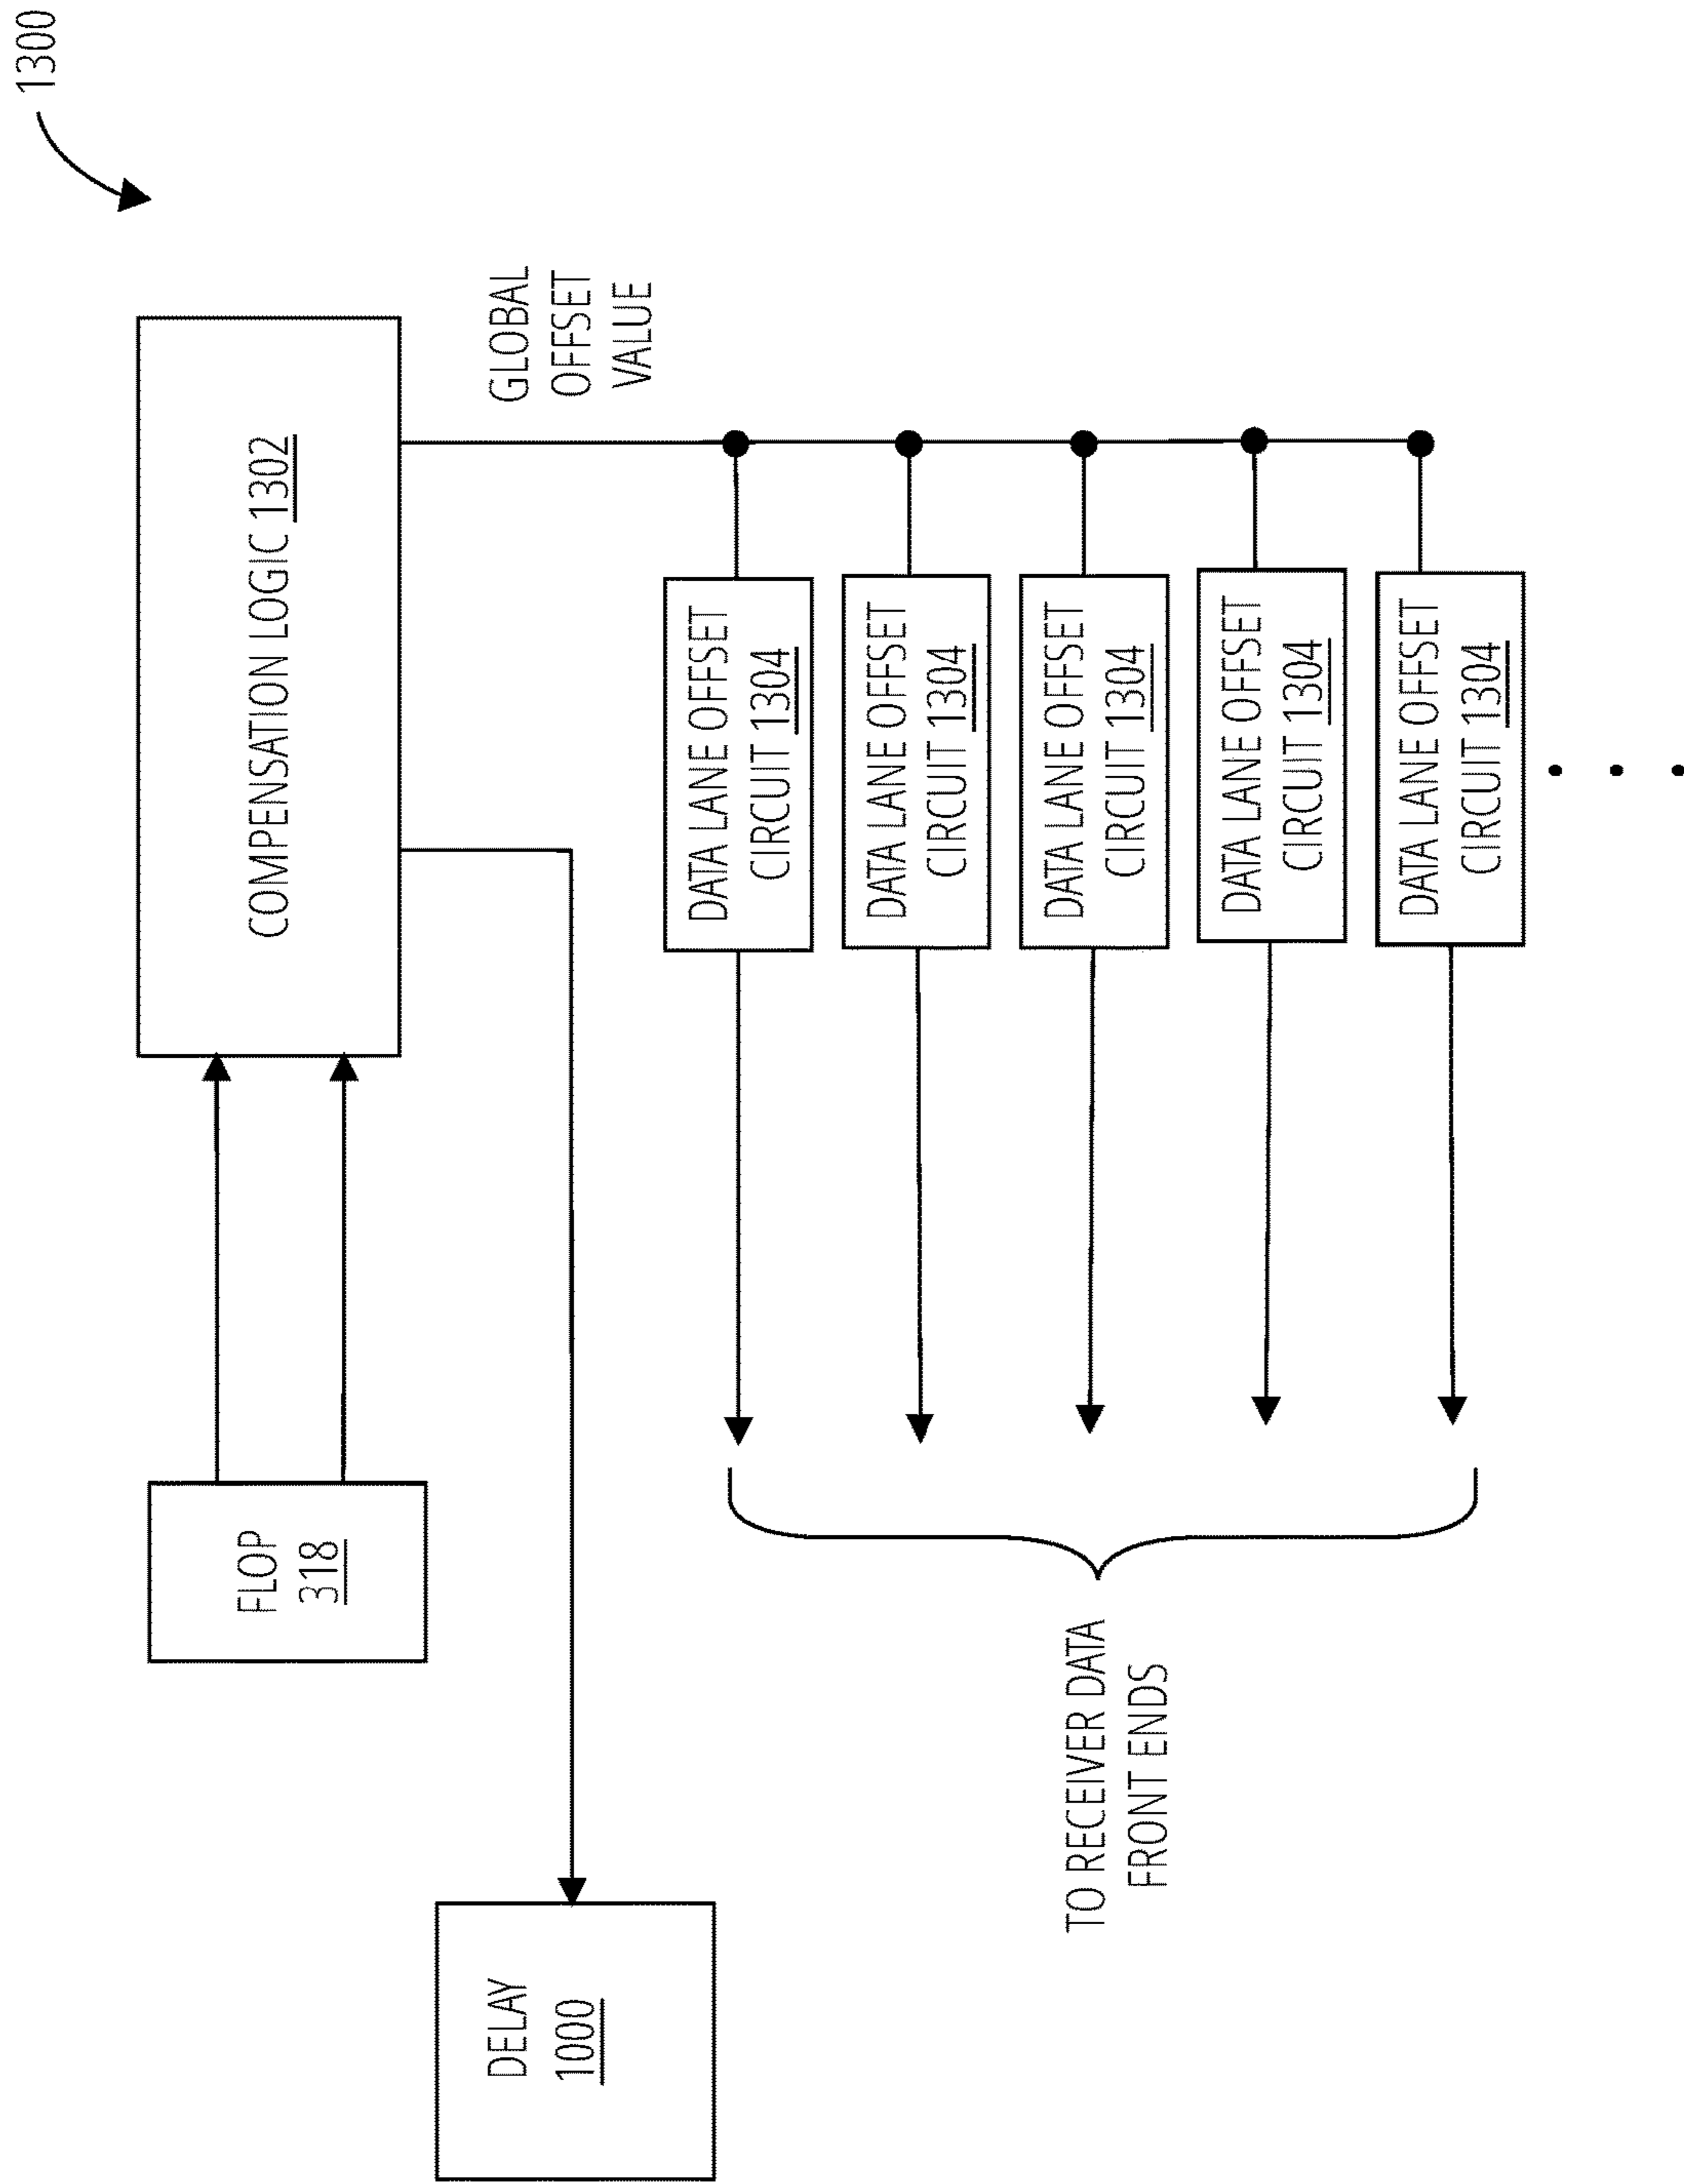 1300
COMPENSATION LOGIC 1302
GLOBAL
OFFSET
VALUE
FLOP
318
DELAY
1000
DATA LANE OFFSET
CIRCUIT 1304
DATA LANE OFFSET
CIRCUIT 1304
DATA LANE OFFSET
CIRCUIT 1304
DATA LANE OFFSET
CIRCUIT 1304
DATA LANE OFFSET
CIRCUIT 1304
TO RECEIVER DATA
FRONT ENDS